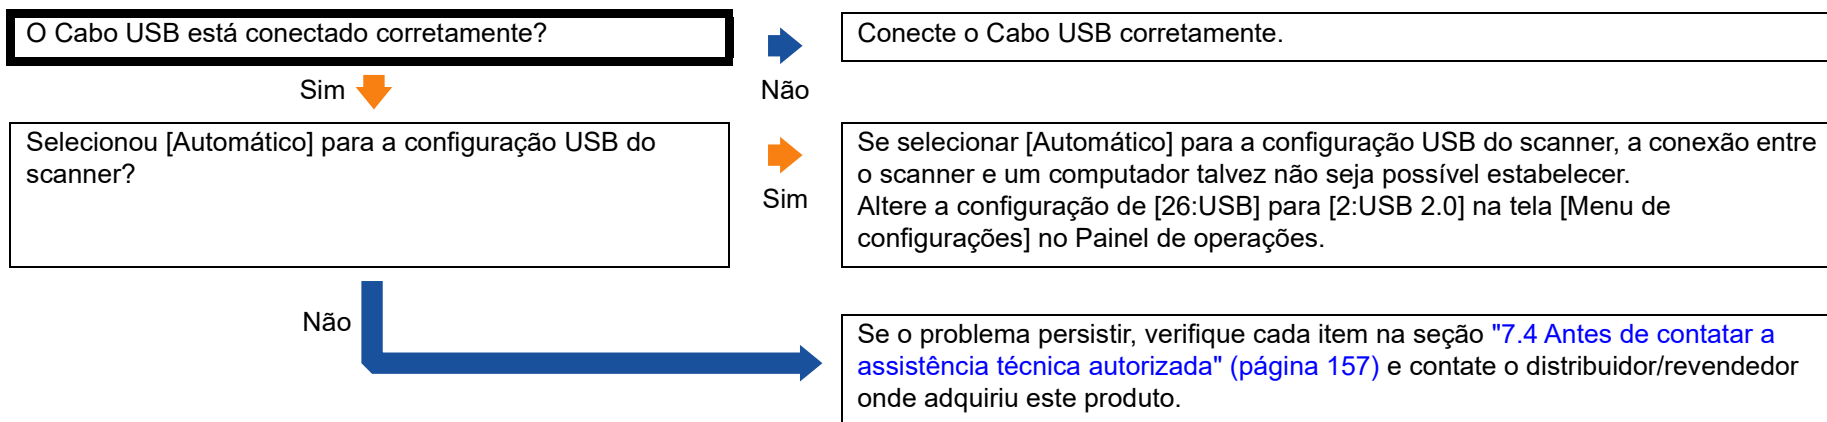 O Cabo USB está conectado corretamente?
Conecte o Cabo USB corretamente.
Sim
Não
Selecionou [Automático] para a configuração USB do
scanner?
Sim
Se selecionar [Automático] para a configuração USB do scanner, a conexão entre
o scanner e um computador talvez não seja possível estabelecer.
Altere a configuração de [26:USB] para [2:USB 2.0] na tela [Menu de
configurações] no Painel de operações.
Não
Se o problema persistir, verifique cada item na seção "7.4 Antes de contatar a
assistência técnica autorizada" (página 157) e contate o distribuidor/revendedor
onde adquiriu este produto.